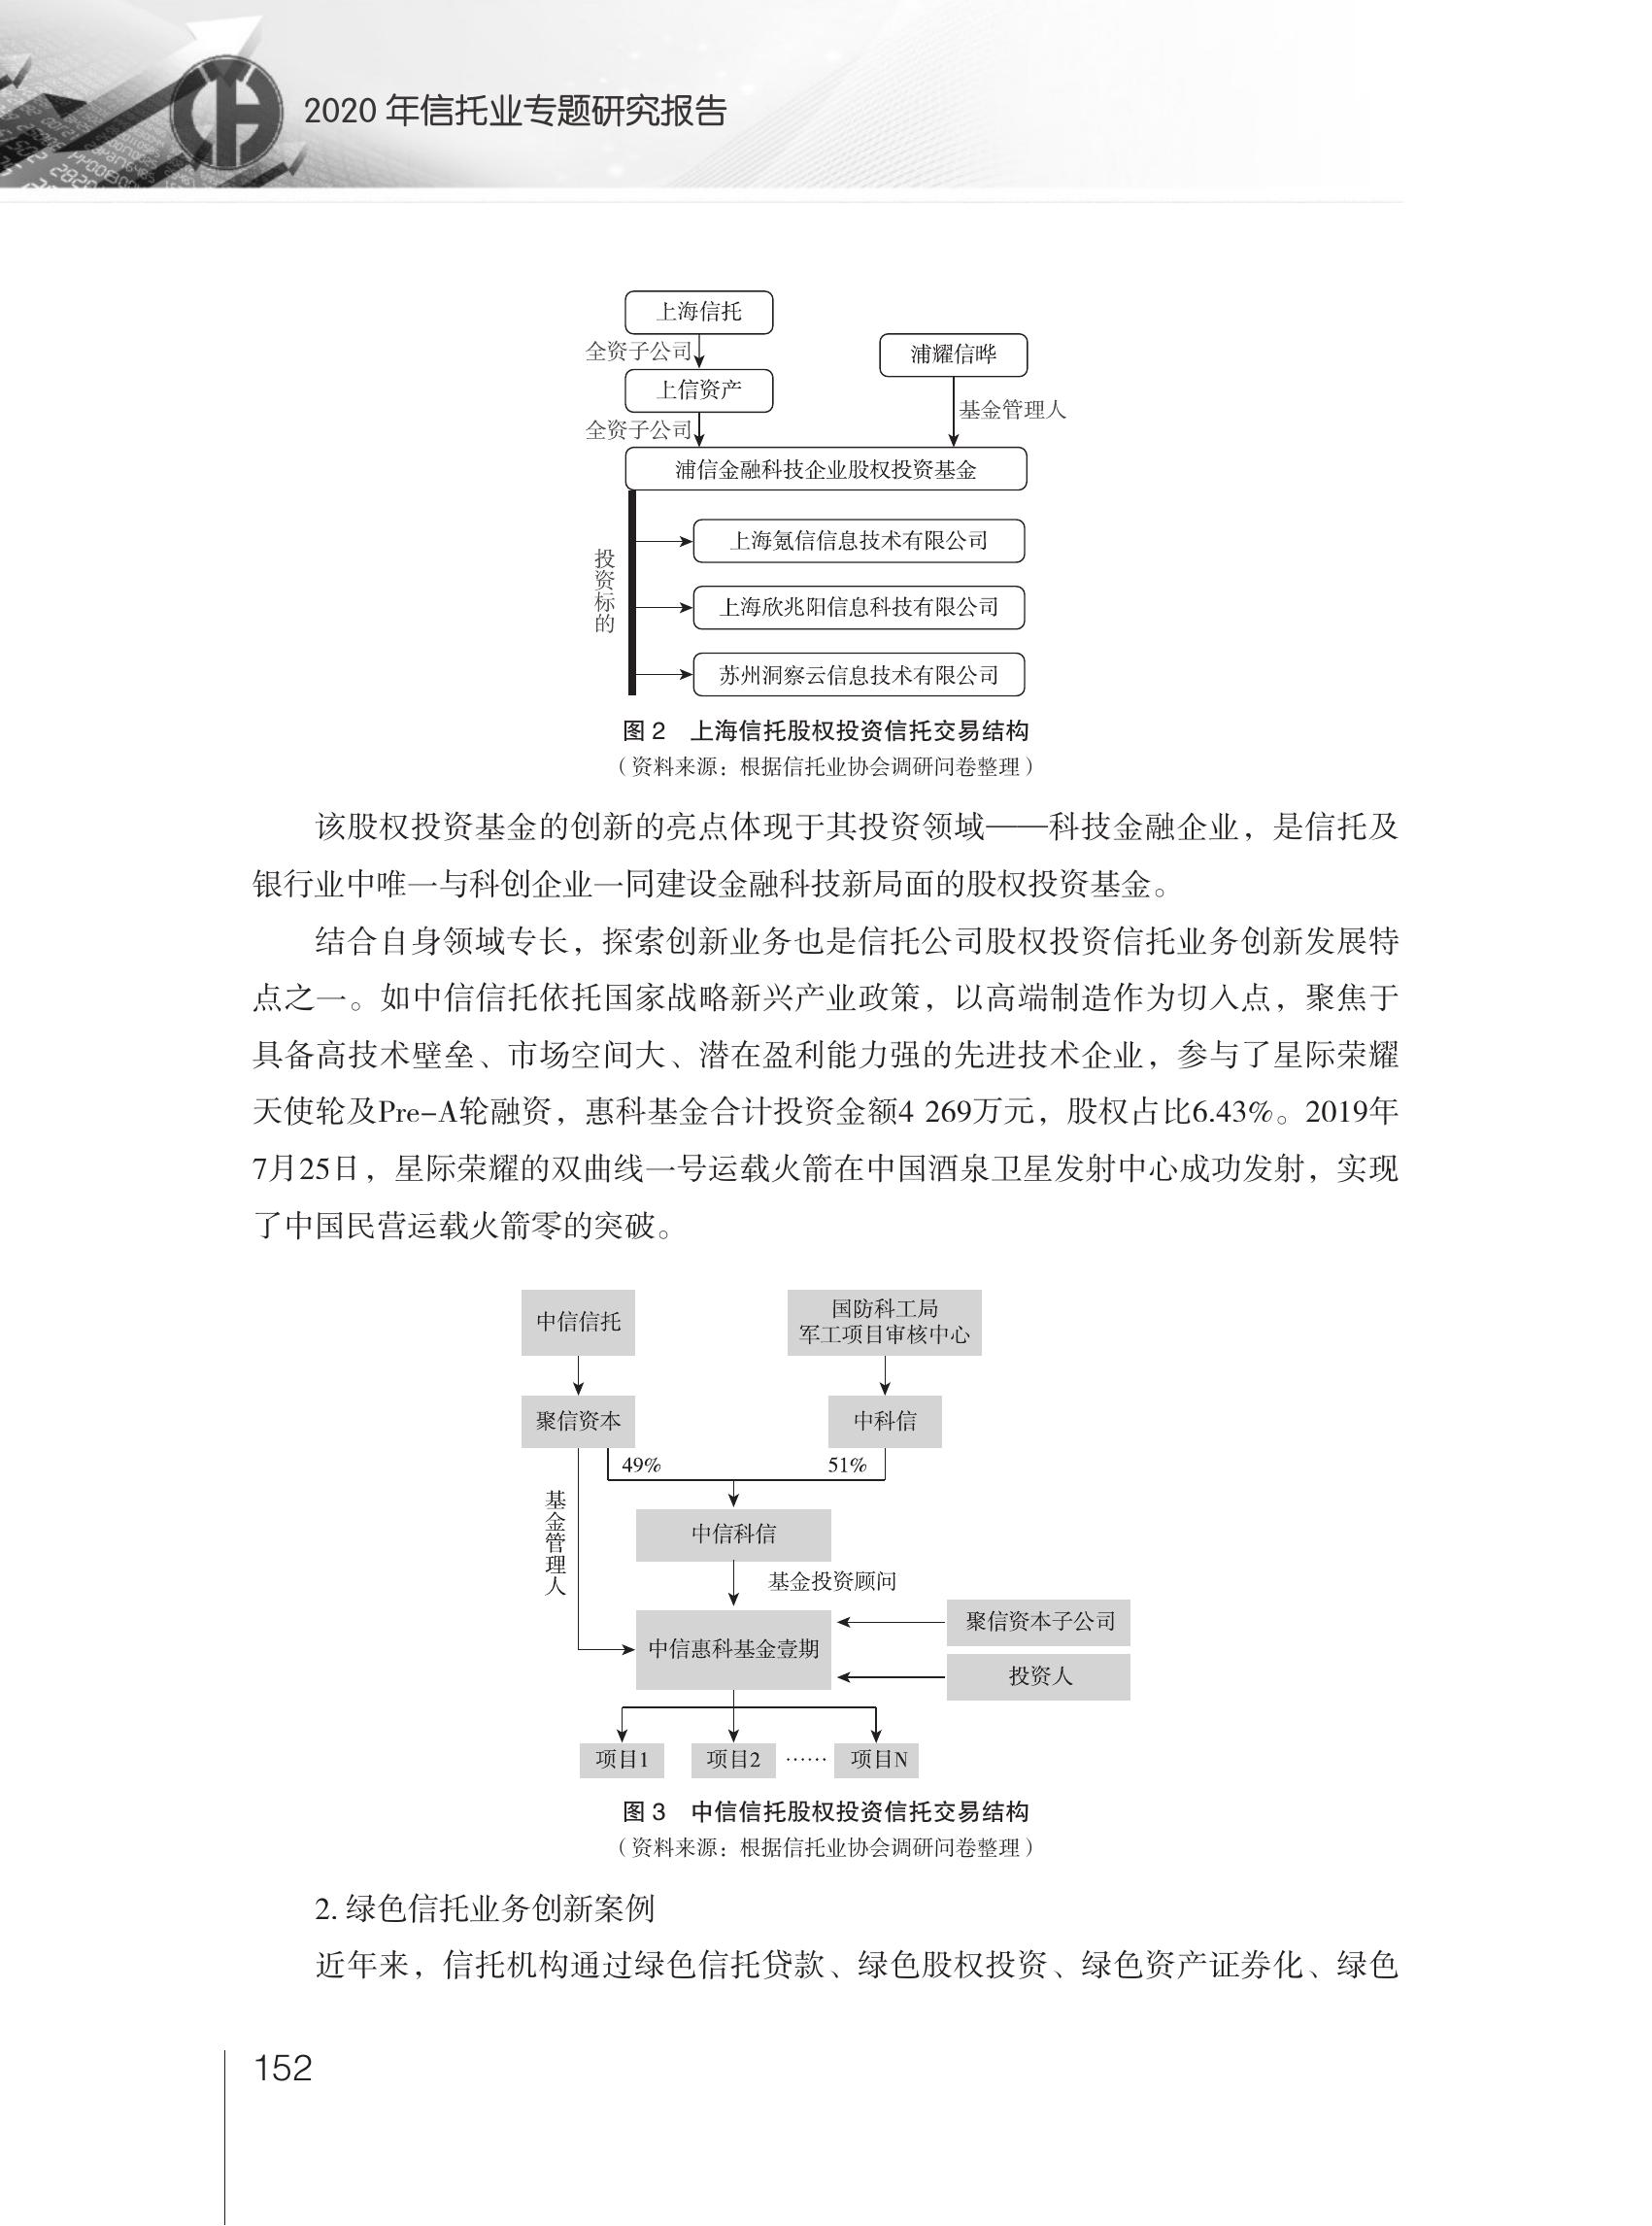 2020 年信托业专题研究报告
上海信托
全资子公司
浦耀信晔
上信资产
基金管理人
全资子公司
浦信金融科技企业股权投资基金
投资标的
上海氪信信息技术有限公司
上海欣兆阳信息科技有限公司
苏州洞察云信息技术有限公司
图 2　上海信托股权投资信托交易结构
（资料来源：根据信托业协会调研问卷整理）
该股权投资基金的创新的亮点体现于其投资领域——科技金融企业，是信托及
银行业中唯一与科创企业一同建设金融科技新局面的股权投资基金。
结合自身领域专长，探索创新业务也是信托公司股权投资信托业务创新发展特
点之一。如中信信托依托国家战略新兴产业政策，以高端制造作为切入点，聚焦于
具备高技术壁垒、市场空间大、潜在盈利能力强的先进技术企业，参与了星际荣耀
天使轮及Pre-A轮融资，惠科基金合计投资金额4 269万元，股权占比6.43%。2019年
7月25日，星际荣耀的双曲线一号运载火箭在中国酒泉卫星发射中心成功发射，实现
了中国民营运载火箭零的突破。
中信信托
国防科工局
军工项目审核中心
聚信资本
中科信
49%
51%
基金管理人
中信科信
基金投资顾问
聚信资本子公司
中信惠科基金壹期
投资人
项目1
项目2
……
项目N
图 3　中信信托股权投资信托交易结构
（资料来源：根据信托业协会调研问卷整理）
2. 绿色信托业务创新案例
近年来，信托机构通过绿色信托贷款、绿色股权投资、绿色资产证券化、绿色
152